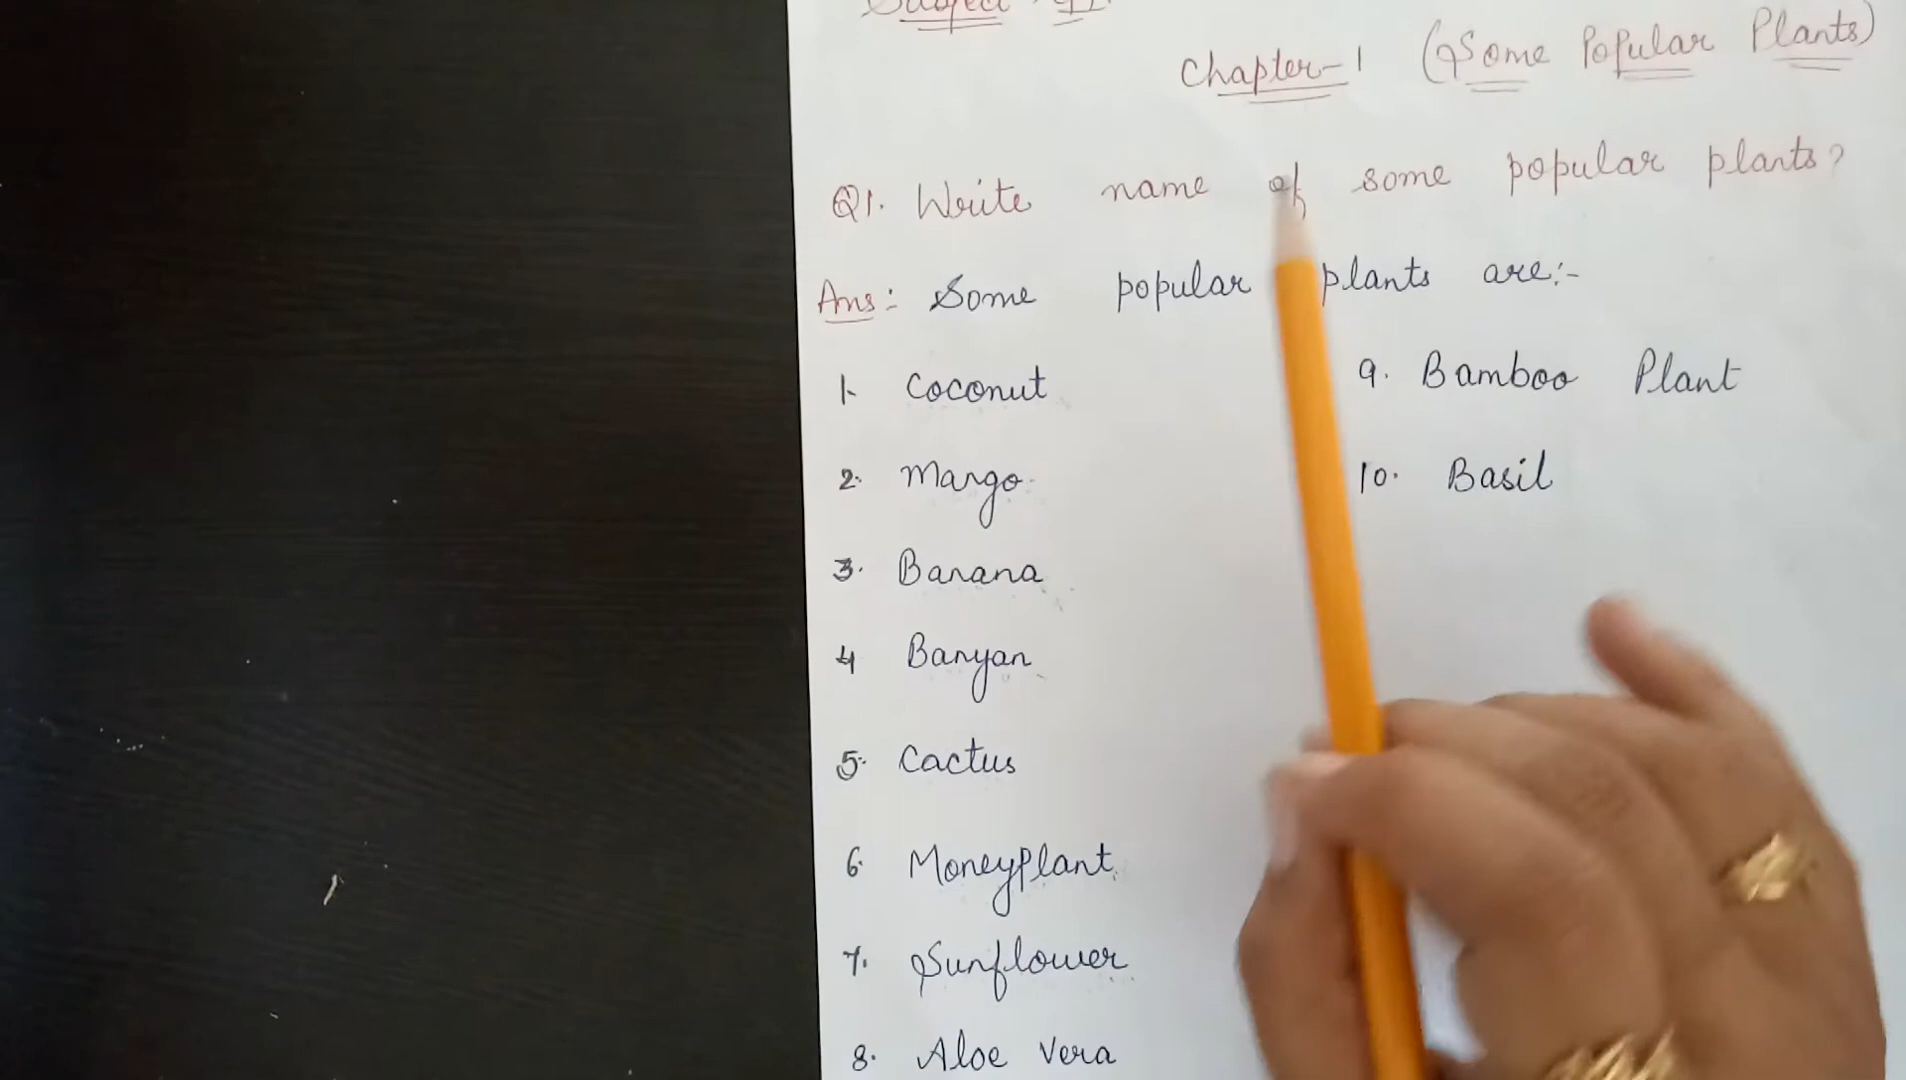 Subject
Chapter-1 (Some Popular Plants)
Q1. Write name of some popular plants?
Ans: Some popular plants are:-
1. Coconut
2. Mango
3. Banana
4 Banyan
5. Cactus
6. Moneyplant
7. Sunflower
8. Aloe Vera
9. Bamboo Plant
10. Basil